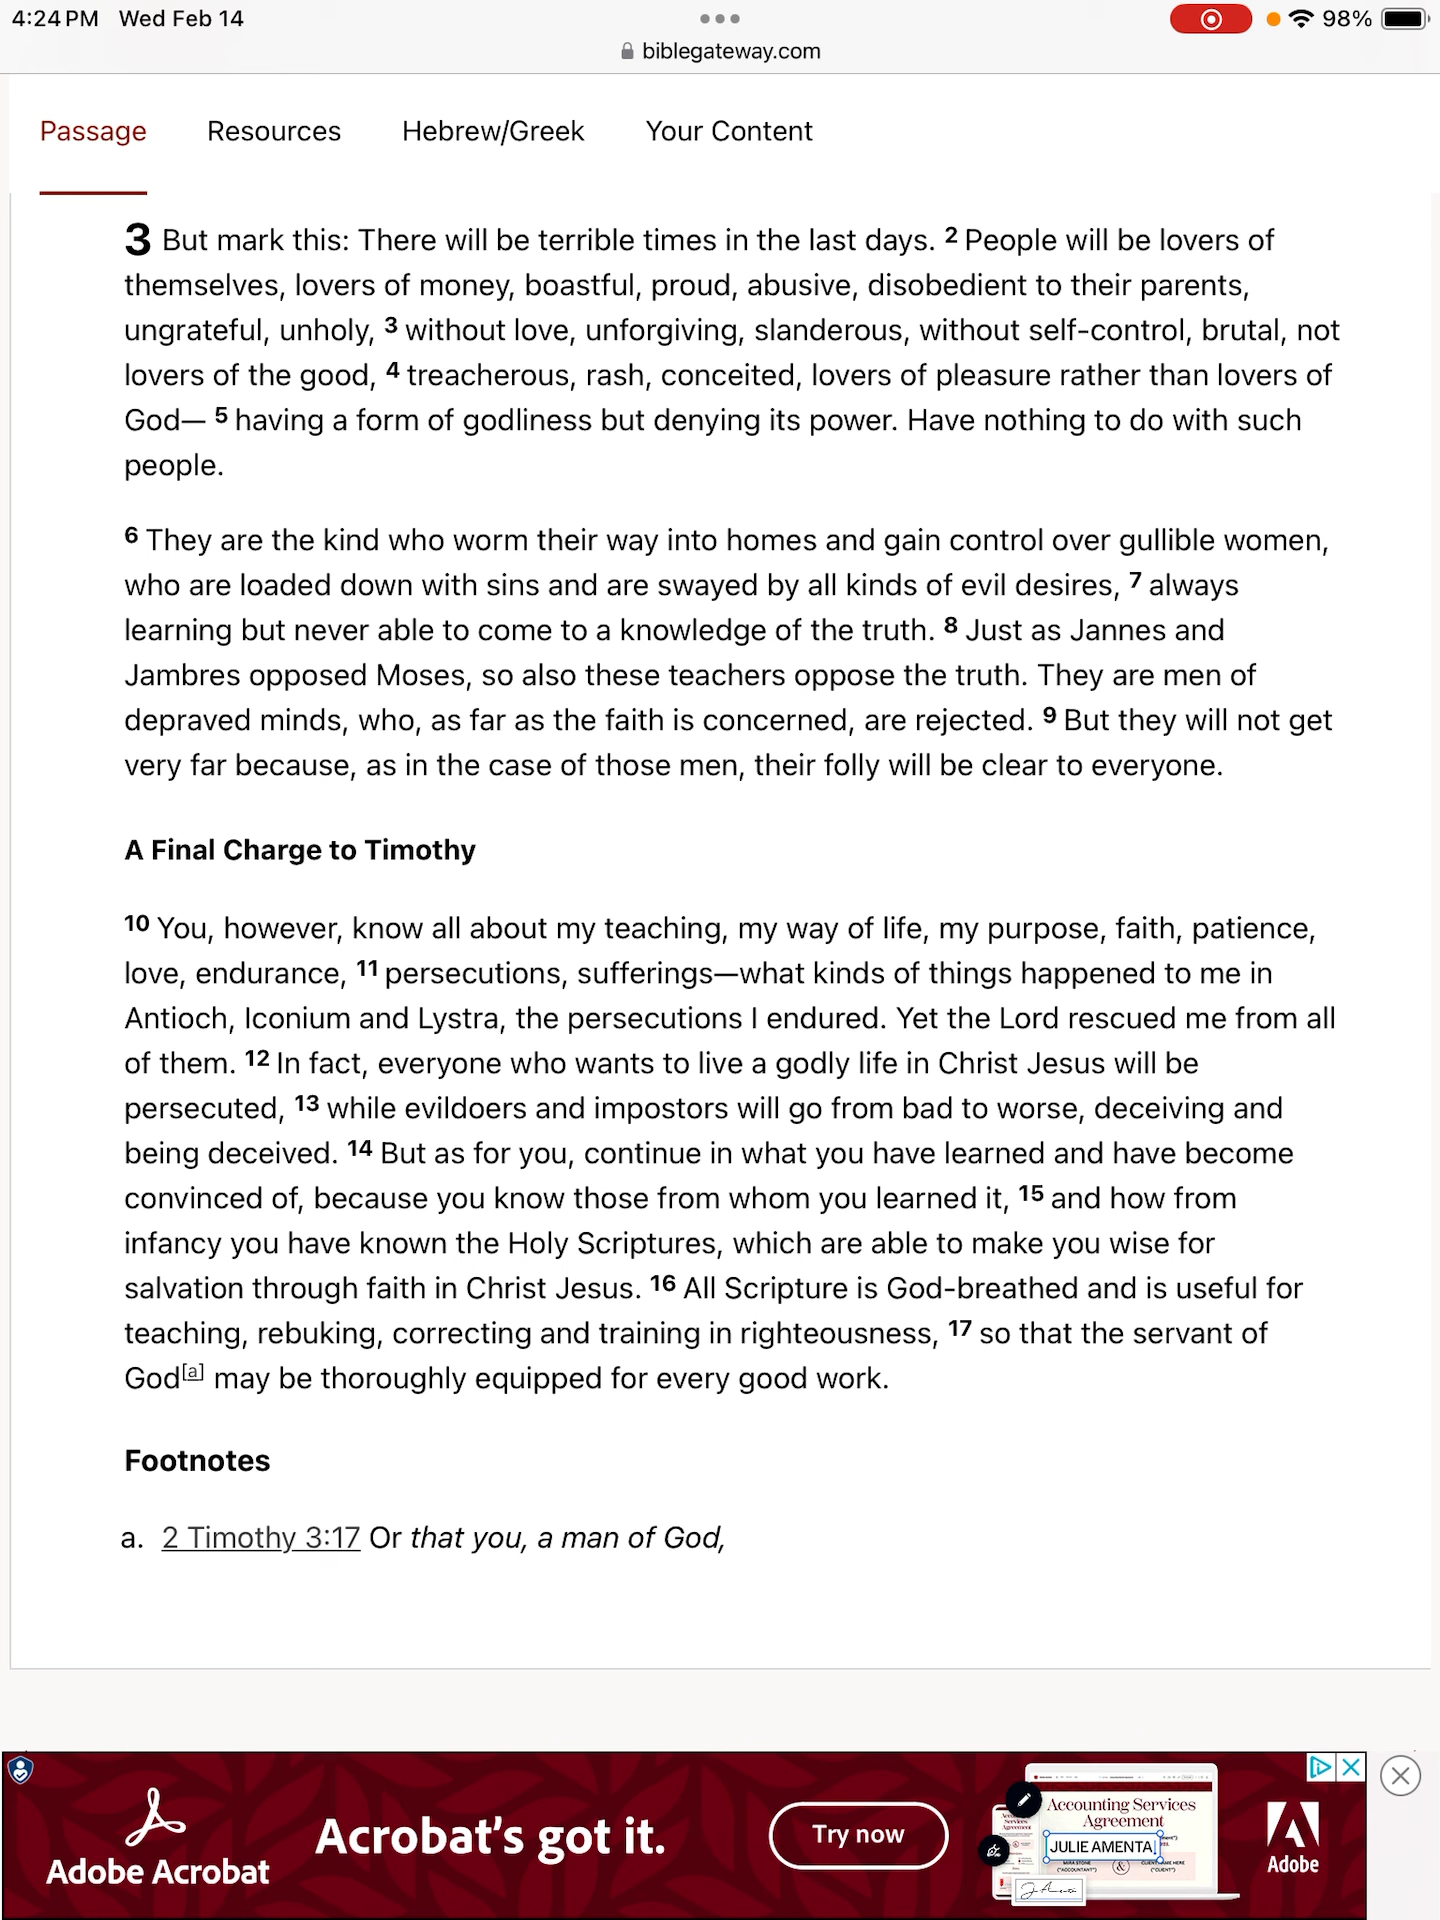 4:24 PM Wed Feb 14
98%
biblegateway.com
Passage Resources Hebrew/Greek Your Content
3 But mark this: There will be terrible times in the last days. 2 People will be lovers of
themselves, lovers of money, boastful, proud, abusive, disobedient to their parents,
ungrateful, unholy, 3 without love, unforgiving, slanderous, without self-control, brutal, not
lovers of the good, 4 treacherous, rash, conceited, lovers of pleasure rather than lovers of
God— 5 having a form of godliness but denying its power. Have nothing to do with such
people.
6 They are the kind who worm their way into homes and gain control over gullible women,
who are loaded down with sins and are swayed by all kinds of evil desires, 7 always
learning but never able to come to a knowledge of the truth. 8 Just as Jannes and
Jambres opposed Moses, so also these teachers oppose the truth. They are men of
depraved minds, who, as far as the faith is concerned, are rejected. 9 But they will not get
very far because, as in the case of those men, their folly will be clear to everyone.
A Final Charge to Timothy
10 You, however, know all about my teaching, my way of life, my purpose, faith, patience,
love, endurance, 11 persecutions, sufferings—what kinds of things happened to me in
Antioch, Iconium and Lystra, the persecutions I endured. Yet the Lord rescued me from all
of them. 12 In fact, everyone who wants to live a godly life in Christ Jesus will be
persecuted, 13 while evildoers and impostors will go from bad to worse, deceiving and
being deceived. 14 But as for you, continue in what you have learned and have become
convinced of, because you know those from whom you learned it, 15 and how from
infancy you have known the Holy Scriptures, which are able to make you wise for
salvation through faith in Christ Jesus. 16 All Scripture is God-breathed and is useful for
teaching, rebuking, correcting and training in righteousness, 17 so that the servant of
God[a] may be thoroughly equipped for every good work.
Footnotes
a. 2 Timothy 3:17 Or that you, a man of God,
Adobe Acrobat
Acrobat's got it.
Try now
Accounting Services
Agreement
JULIE AMENTA
Adobe